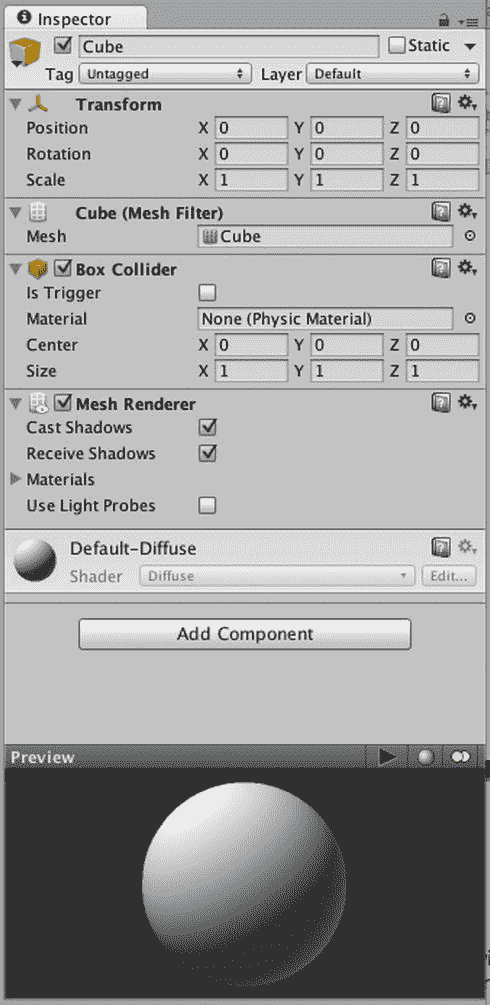 Inspector
Cube Static
Tag Untagged Layer Default
Transform
Position X 0 Y 0 Z 0
Rotation X 0 Y 0 Z 0
Scale X 1 Y 1 Z 1
Cube (Mesh Filter)
Mesh Cube
Box Collider
Is Trigger
Material None (Physic Material)
Center X 0 Y 0 Z 0
Size X 1 Y 1 Z 1
Mesh Renderer
Cast Shadows
Receive Shadows
Materials
Use Light Probes
Default-Diffuse
Shader Diffuse Edit...
Add Component
Preview